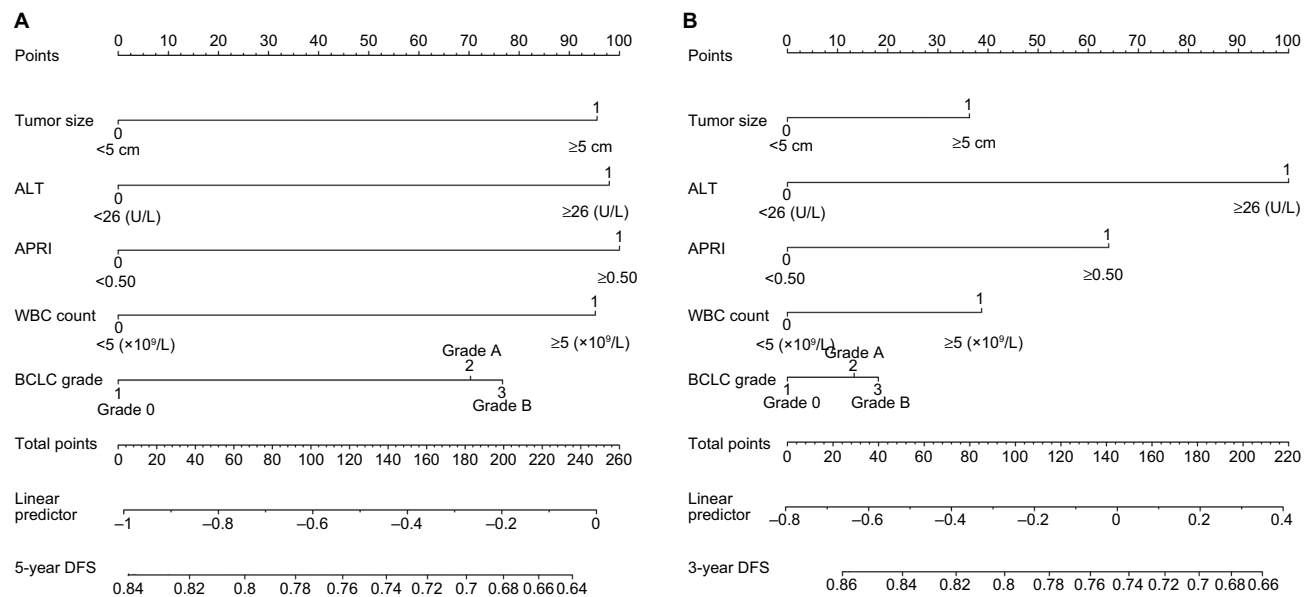 A
Points
0 10 20 30 40 50 60 70 80 90 100
Tumor size
1
0
<5 cm
≥5 cm
ALT
1
0
<26 (U/L)
≥26 (U/L)
APRI
1
0
<0.50
≥0.50
WBC count
1
0
<5 (×10⁹/L)
≥5 (×10⁹/L)
Grade A
2
BCLC grade
1
3
Grade 0
Grade B
Total points
0 20 40 60 80 100 120 140 160 180 200 220 240 260
Linear
predictor
–1 –0.8 –0.6 –0.4 –0.2 0
5-year DFS
0.84 0.82 0.8 0.78 0.76 0.74 0.72 0.7 0.68 0.66 0.64
B
Points
0 10 20 30 40 50 60 70 80 90 100
Tumor size
1
0
<5 cm
≥5 cm
ALT
1
0
<26 (U/L)
≥26 (U/L)
APRI
1
0
<0.50
≥0.50
WBC count
1
0
<5 (×10⁹/L)
≥5 (×10⁹/L)
Grade A
2
BCLC grade
1
3
Grade 0
Grade B
Total points
0 20 40 60 80 100 120 140 160 180 200 220
Linear
predictor
–0.8 –0.6 –0.4 –0.2 0 0.2 0.4
3-year DFS
0.86 0.84 0.82 0.8 0.78 0.76 0.74 0.72 0.7 0.68 0.66